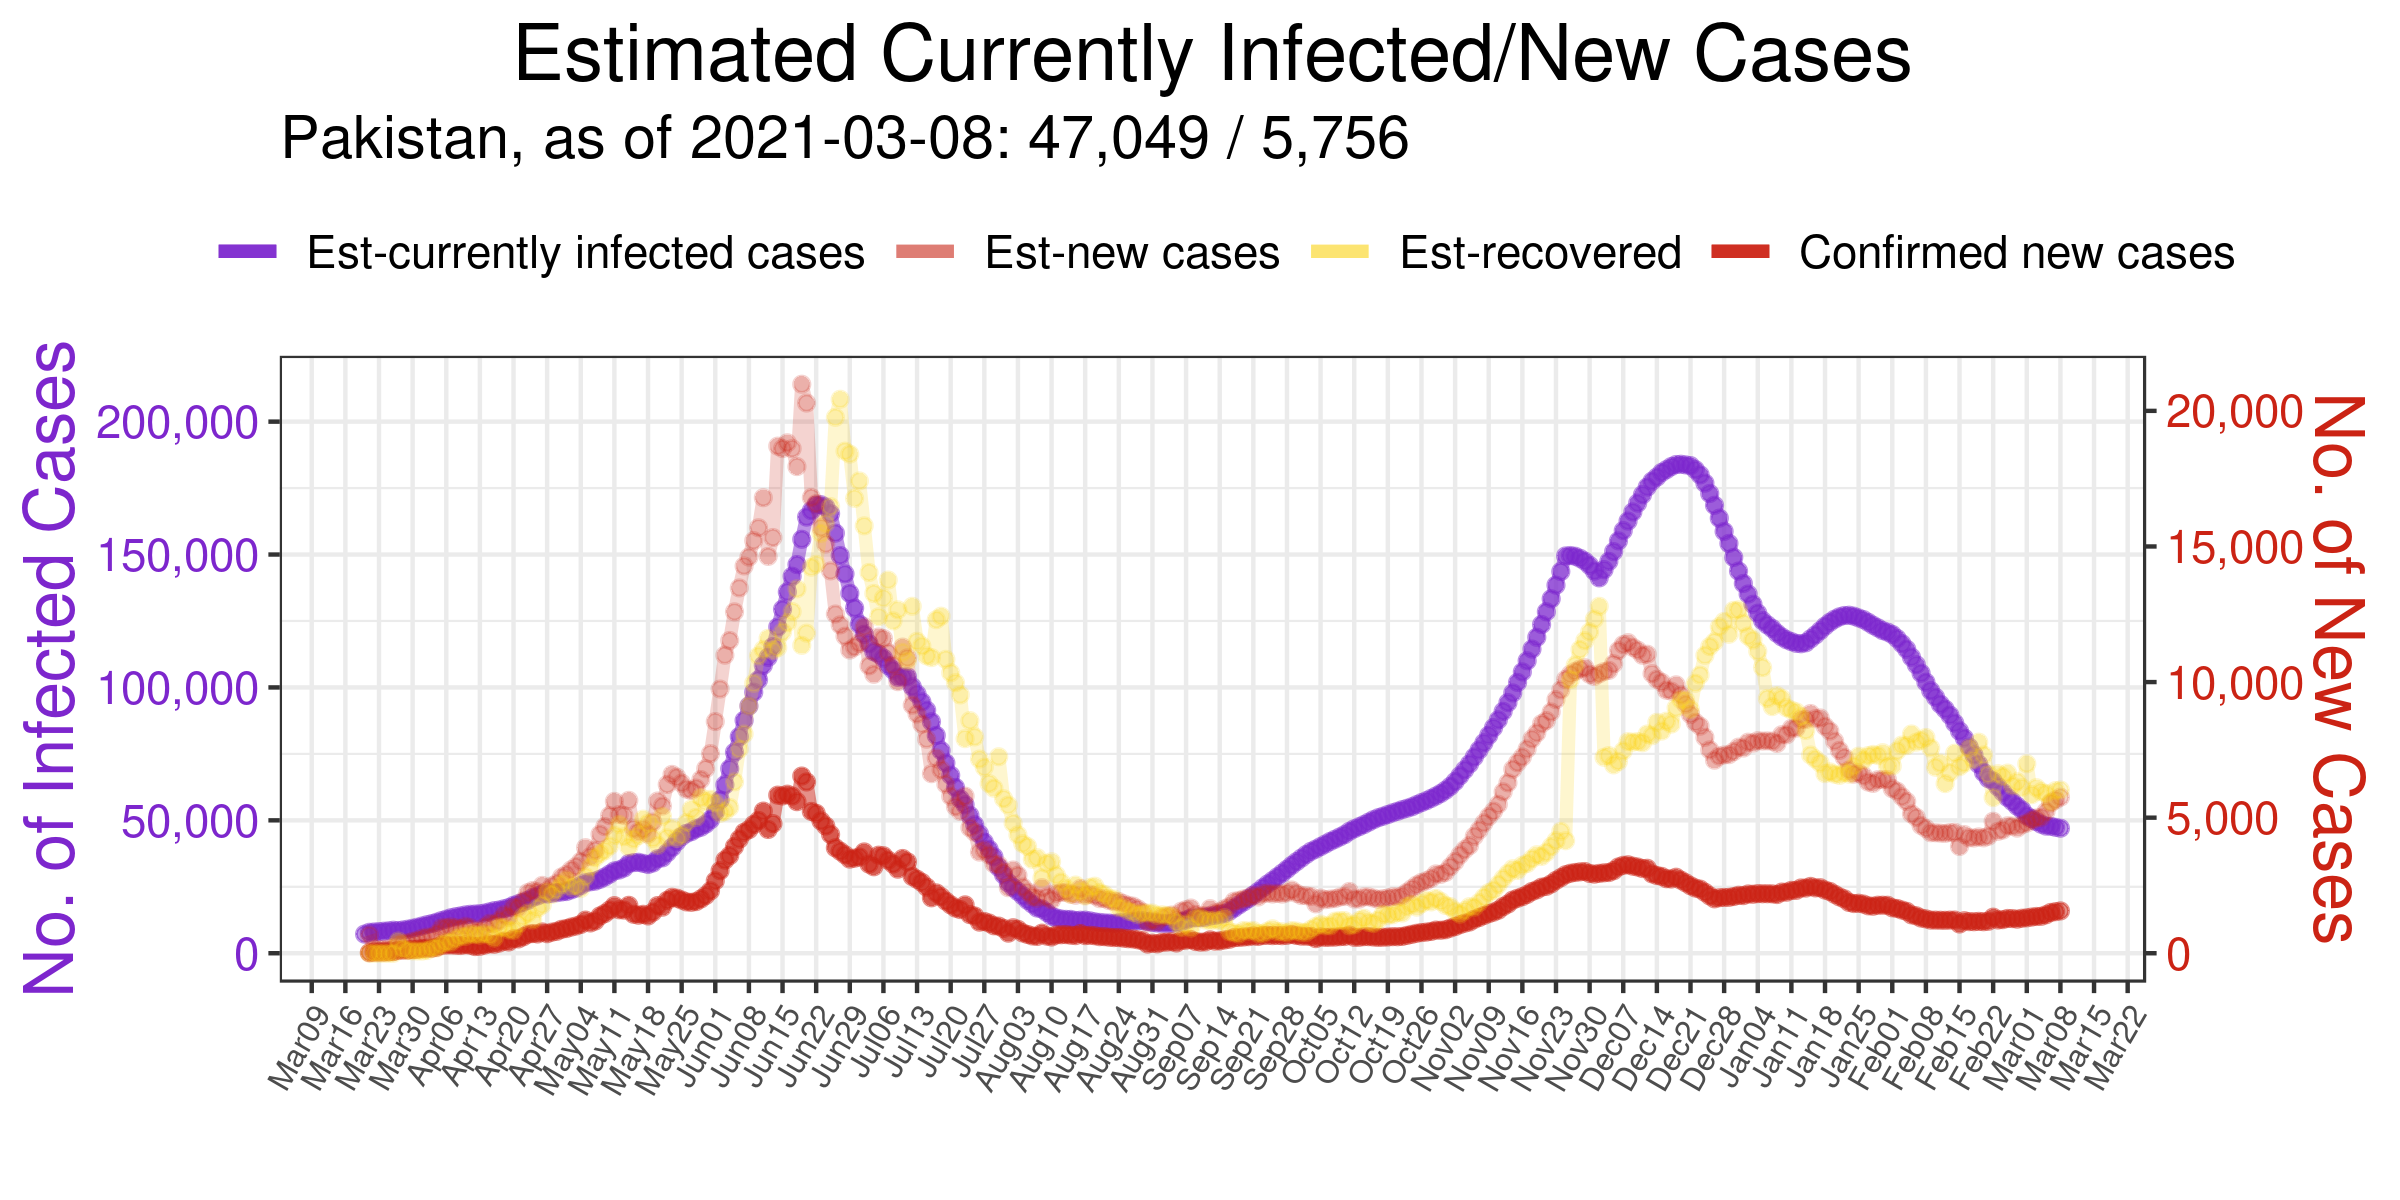 Estimated Currently Infected/New Cases
Pakistan, as of 2021-03-08: 47,049 / 5,756
Est-currently infected cases Est-new cases Est-recovered Confirmed new cases
No. of Infected Cases
200,000
150,000
100,000
50,000
0
20,000
15,000
10,000
5,000
0
No. of New Cases
Mar09 Mar16 Mar23 Mar30 Apr06 Apr13 Apr20 Apr27 May04 May11 May18 May25 Jun01 Jun08 Jun15 Jun22 Jun29 Jul06 Jul13 Jul20 Jul27 Aug03 Aug10 Aug17 Aug24 Aug31 Sep07 Sep14 Sep21 Sep28 Oct05 Oct12 Oct19 Oct26 Nov02 Nov09 Nov16 Nov23 Nov30 Dec07 Dec14 Dec21 Dec28 Jan04 Jan11 Jan18 Jan25 Feb01 Feb08 Feb15 Feb22 Mar01 Mar08 Mar15 Mar22